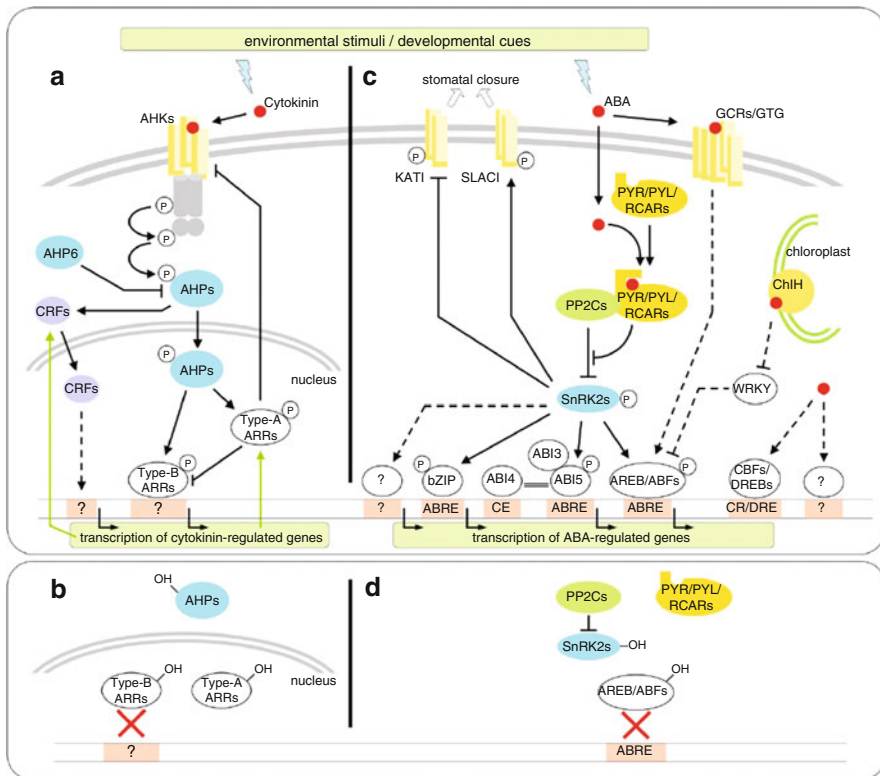 environmental stimuli / developmental cues
a
c
stomatal closure
Cytokinin
ABA
AHKs
GCRs/GTG
P
P
KATI
SLACI
P
PYR/PYL/
RCARs
P
AHP6
P
chloroplast
AHPs
ChlH
CRFs
PP2Cs
PYR/PYL/
RCARs
P
AHPs
nucleus
CRFs
WRKY
SnRK2s
P
P
Type-A
ARRs
ABI3
P
P
P
P
Type-B
ARRs
?
bZIP
ABI4
ABI5
AREB/ABFs
CBFs/
DREBs
?
?
?
?
ABRE
CE
ABRE
ABRE
CR/DRE
?
transcription of cytokinin-regulated genes
transcription of ABA-regulated genes
b
OH
AHPs
d
PP2Cs
PYR/PYL/
RCARs
SnRK2s
OH
OH
OH
nucleus
OH
Type-B
ARRs
Type-A
ARRs
AREB/ABFs
?
ABRE